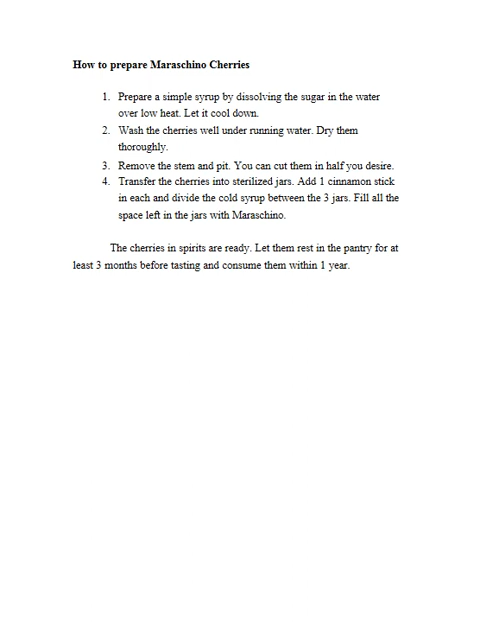 How to prepare Maraschino Cherries
1. Prepare a simple syrup by dissolving the sugar in the water
over low heat. Let it cool down.
2. Wash the cherries well under running water. Dry them
thoroughly.
3. Remove the stem and pit. You can cut them in half you desire.
4. Transfer the cherries into sterilized jars. Add 1 cinnamon stick
in each and divide the cold syrup between the 3 jars. Fill all the
space left in the jars with Maraschino.
The cherries in spirits are ready. Let them rest in the pantry for at
least 3 months before tasting and consume them within 1 year.